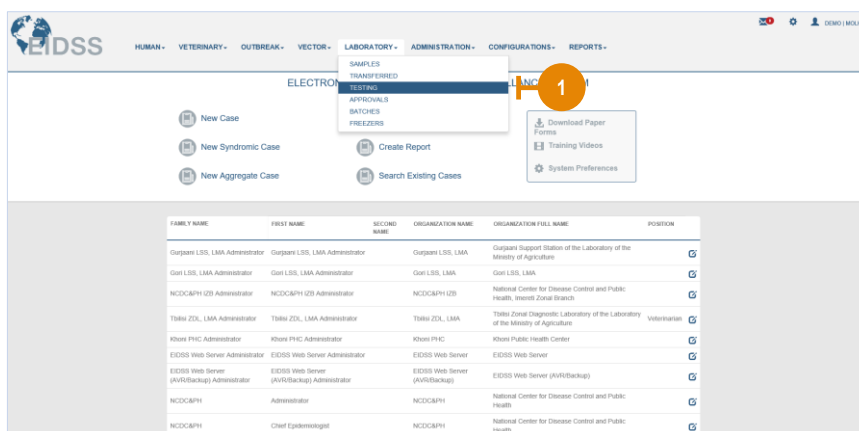 EIDSS
HUMAN VETERINARY OUTBREAK VECTOR LABORATORY ADMINISTRATION CONFIGURATIONS REPORTS
DEMO | MOL
SAMPLES
TRANSFERRED
TESTING
APPROVALS
BATCHES
FREEZERS
1
ELECTRON
New Case
New Syndromic Case
New Aggregate Case
Create Report
Search Existing Cases
Download Paper
Forms
Training Videos
System Preferences
FAMILY NAME FIRST NAME SECOND NAME ORGANIZATION NAME ORGANIZATION FULL NAME POSITION
Gurjaani LSS, LMA Administrator Gurjaani LSS, LMA Administrator Gurjaani LSS, LMA Gurjaani Support Station of the Laboratory of the
Ministry of Agriculture
Gori LSS, LMA Administrator Gori LSS, LMA Administrator Gori LSS, LMA Gori LSS, LMA
NCDC&PH IZB Administrator NCDC&PH IZB Administrator NCDC&PH IZB National Center for Disease Control and Public
Health, Imereti Zonal Branch
Tbilisi ZDL, LMA Administrator Tbilisi ZDL, LMA Administrator Tbilisi ZDL, LMA Tbilisi Zonal Diagnostic Laboratory of the Laboratory Veterinarian
of the Ministry of Agriculture
Khoni PHC Administrator Khoni PHC Administrator Khoni PHC Khoni Public Health Center
EIDSS Web Server Administrator EIDSS Web Server Administrator EIDSS Web Server EIDSS Web Server
EIDSS Web Server EIDSS Web Server EIDSS Web Server EIDSS Web Server (AVR/Backup)
(AVR/Backup) Administrator (AVR/Backup) Administrator (AVR/Backup)
NCDC&PH Administrator NCDC&PH National Center for Disease Control and Public
Health
NCDC&PH Chief Epidemiologist NCDC&PH National Center for Disease Control and Public
Health